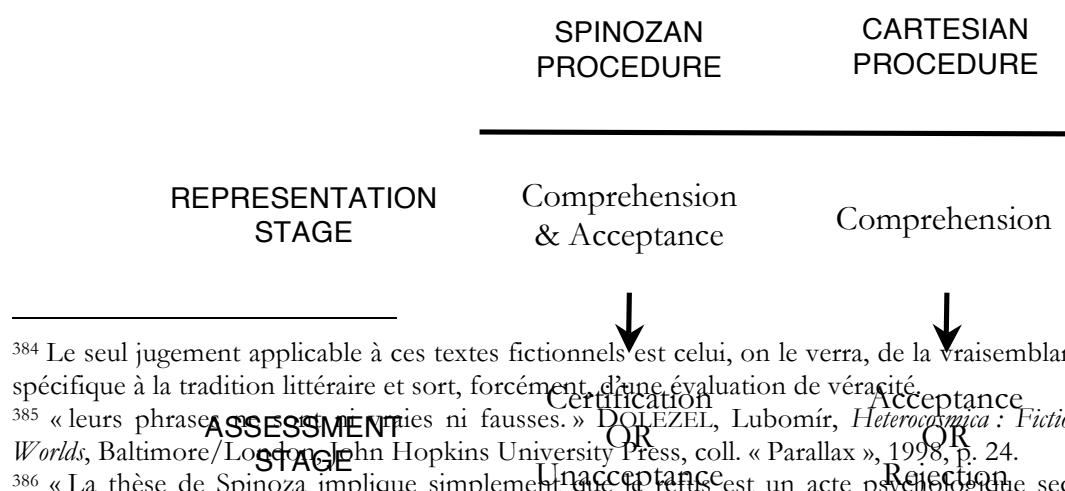 SPINOZAN
PROCEDURE
CARTESIAN
PROCEDURE
REPRESENTATION
STAGE
Comprehension
& Acceptance
Comprehension
384 Le seul jugement applicable à ces textes fictionnels est celui, on le verra, de la vraisemblan
spécifique à la tradition littéraire et sort, forcément, d'une évaluation de véracité.
Certification
OR
Unacceptance
Acceptance
OR
Rejection
ASSESSMENT
STAGE
385 « leurs phrases ne sont ni vraies ni fausses. » DOLEZEL, Lubomír, Heterocosmica : Fictio
Worlds, Baltimore/London, John Hopkins University Press, coll. « Parallax », 1998, p. 24.
386 « La thèse de Spinoza implique simplement que le refus est un acte psychologique sec